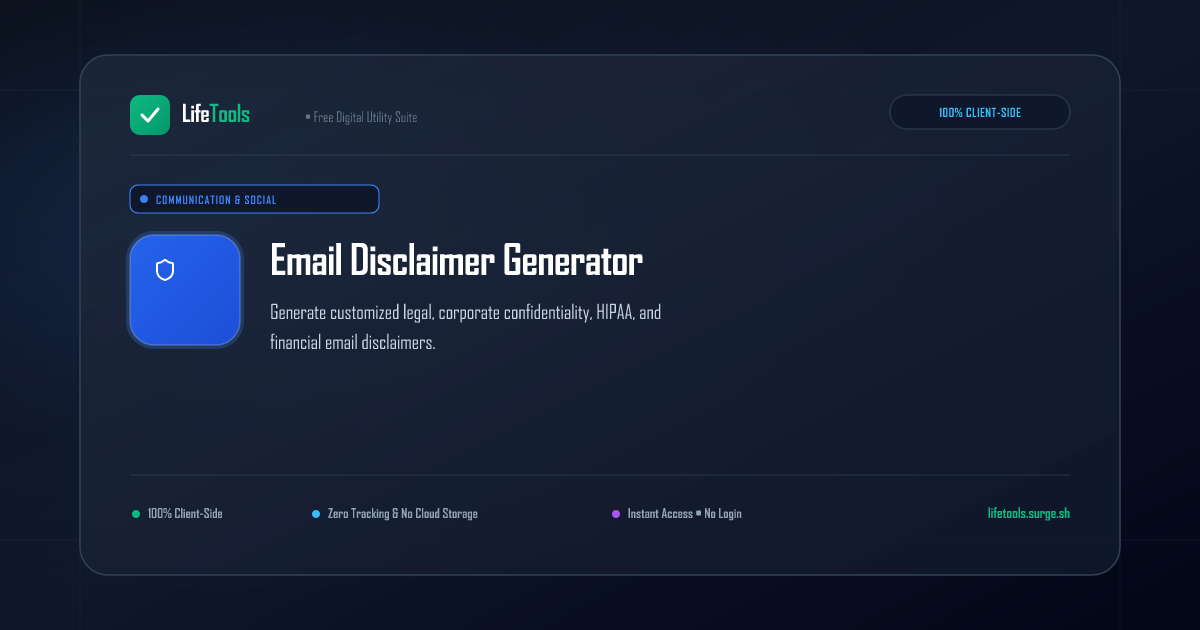 LifeTools
▪ Free Digital Utility Suite
100% CLIENT-SIDE
COMMUNICATION & SOCIAL
Email Disclaimer Generator
Generate customized legal, corporate confidentiality, HIPAA, and
financial email disclaimers.
100% Client-Side
Zero Tracking & No Cloud Storage
Instant Access ▪ No Login
lifetools.surge.sh